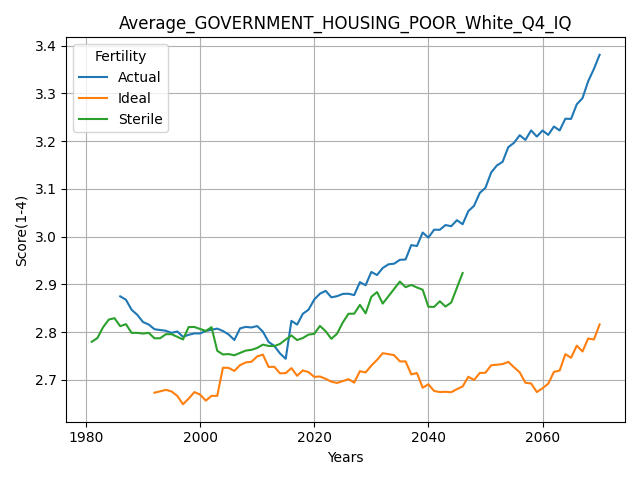 Average_GOVERNMENT_HOUSING_POOR_White_Q4_IQ
Fertility
Actual
Ideal
Sterile
Score(1-4)
3.4
3.3
3.2
3.1
3.0
2.9
2.8
2.7
1980
2000
2020
2040
2060
Years